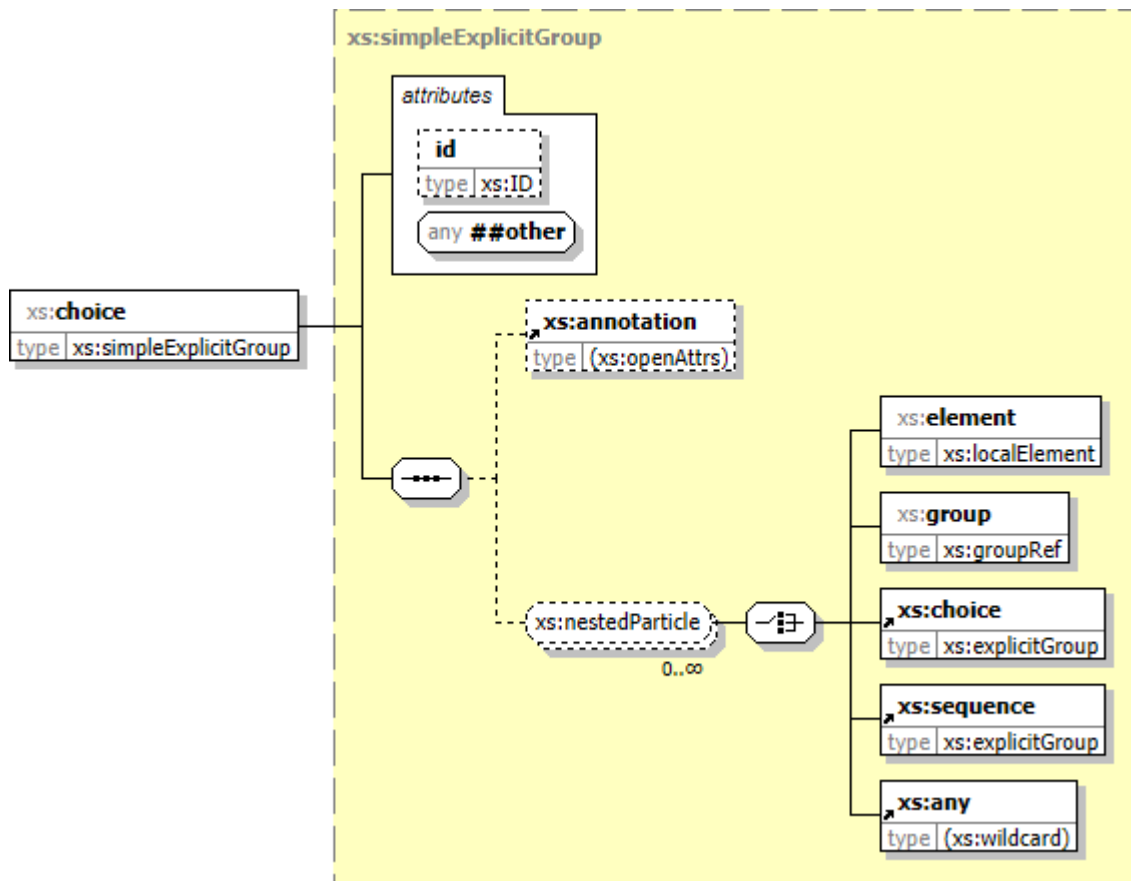 xs:simpleExplicitGroup
attributes
id
type xs:ID
any ##other
xs:choice
type xs:simpleExplicitGroup
xs:annotation
type (xs:openAttrs)
xs:nestedParticle
0..∞
xs:element
type xs:localElement
xs:group
type xs:groupRef
xs:choice
type xs:explicitGroup
xs:sequence
type xs:explicitGroup
xs:any
type (xs:wildcard)